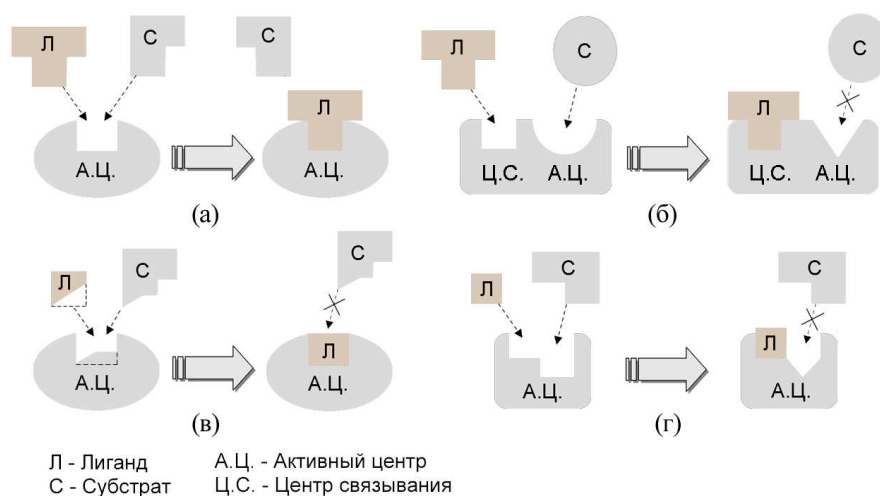 Л С С Л С С
Л Л
А.Ц. А.Ц. Ц.С. А.Ц. Ц.С. А.Ц.
(а) (б)
Л С С Л С С
Л Л
А.Ц. А.Ц. А.Ц. А.Ц.
(в) (г)
Л - Лиганд А.Ц. - Активный центр
С - Субстрат Ц.С. - Центр связывания